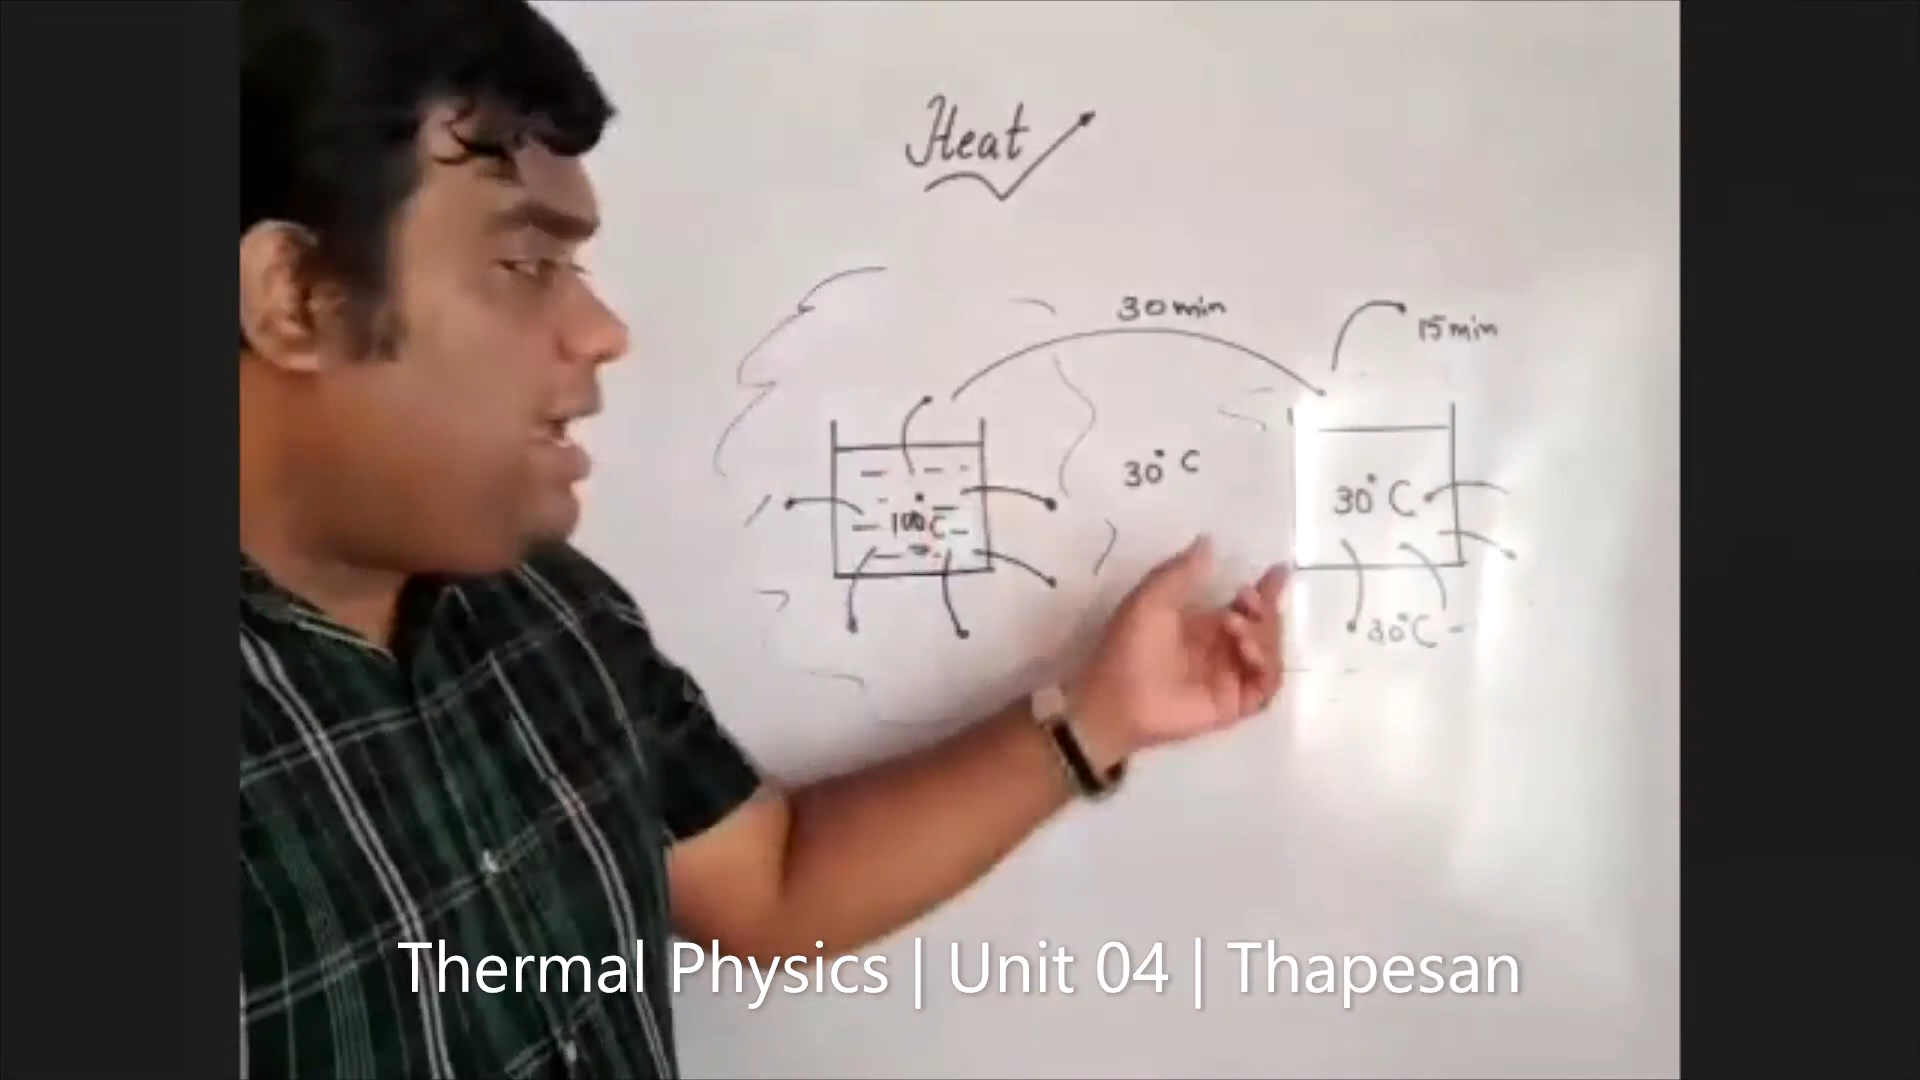 Heat
30 min
15 min
30° C
100°C
30° C
30°C
Thermal Physics | Unit 04 | Thapesan